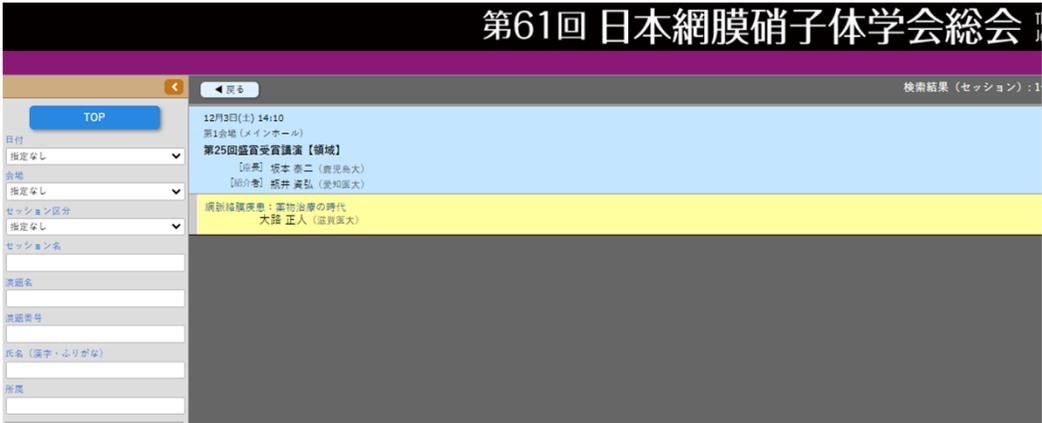 第61回 日本網膜硝子体学会総会
戻る
検索結果（セッション）: 1
TOP
日付
指定なし
会場
指定なし
セッション区分
指定なし
セッション名
演題名
演題番号
氏名（漢字・ふりがな）
所属
12月3日(土) 14:10
第1会場 (メインホール)
第25回盛賞受賞講演【領域】
[座長] 坂本 泰二（鹿児島大）
[紹介者] 瓶井 資弘（愛知医大）
網脈絡膜疾患：薬物治療の時代
大路 正人（滋賀医大）